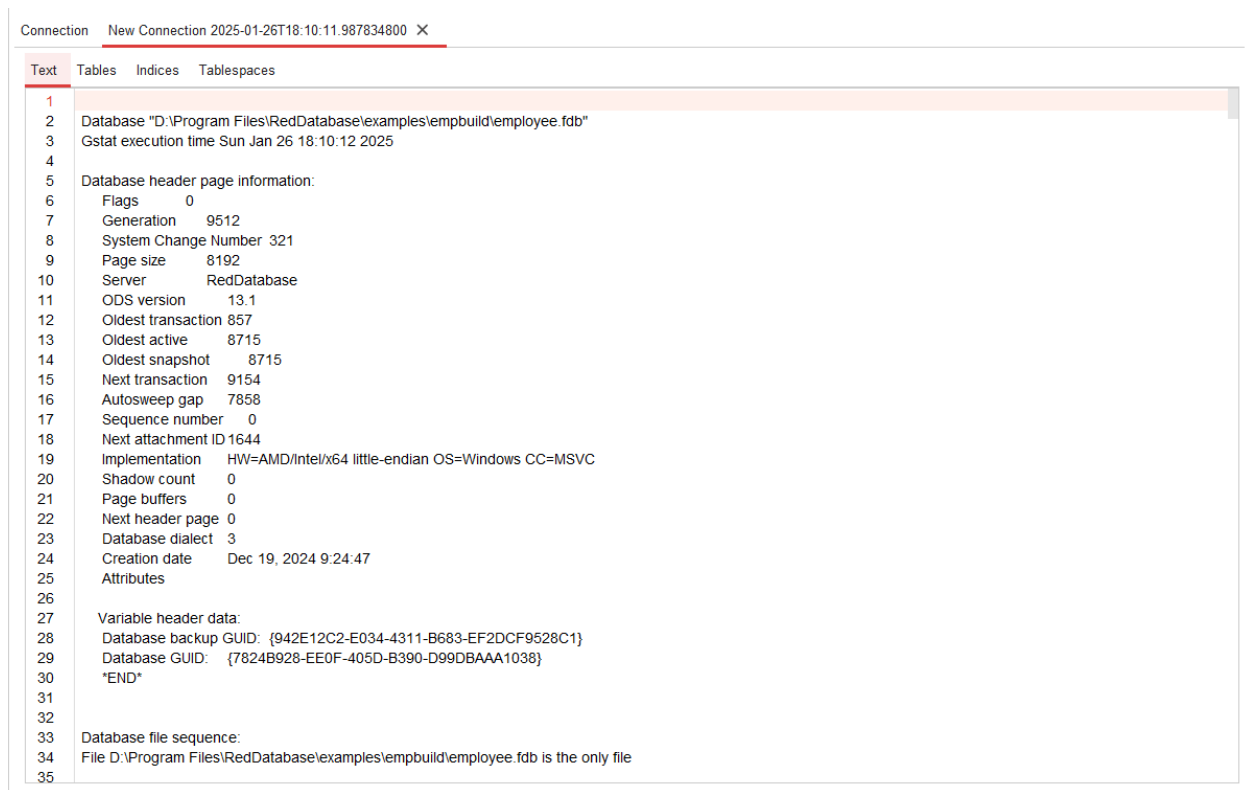 Connection New Connection 2025-01-26T18:10:11.987834800 ×
Text Tables Indices Tablespaces
1
2 Database "D:\Program Files\RedDatabase\examples\empbuild\employee.fdb"
3 Gstat execution time Sun Jan 26 18:10:12 2025
4
5 Database header page information:
6 Flags 0
7 Generation 9512
8 System Change Number 321
9 Page size 8192
10 Server RedDatabase
11 ODS version 13.1
12 Oldest transaction 857
13 Oldest active 8715
14 Oldest snapshot 8715
15 Next transaction 9154
16 Autosweep gap 7858
17 Sequence number 0
18 Next attachment ID 1644
19 Implementation HW=AMD/Intel/x64 little-endian OS=Windows CC=MSVC
20 Shadow count 0
21 Page buffers 0
22 Next header page 0
23 Database dialect 3
24 Creation date Dec 19, 2024 9:24:47
25 Attributes
26
27 Variable header data:
28 Database backup GUID: {942E12C2-E034-4311-B683-EF2DCF9528C1}
29 Database GUID: {7824B928-EE0F-405D-B390-D99DBAAA1038}
30 *END*
31
32
33 Database file sequence:
34 File D:\Program Files\RedDatabase\examples\empbuild\employee.fdb is the only file
35